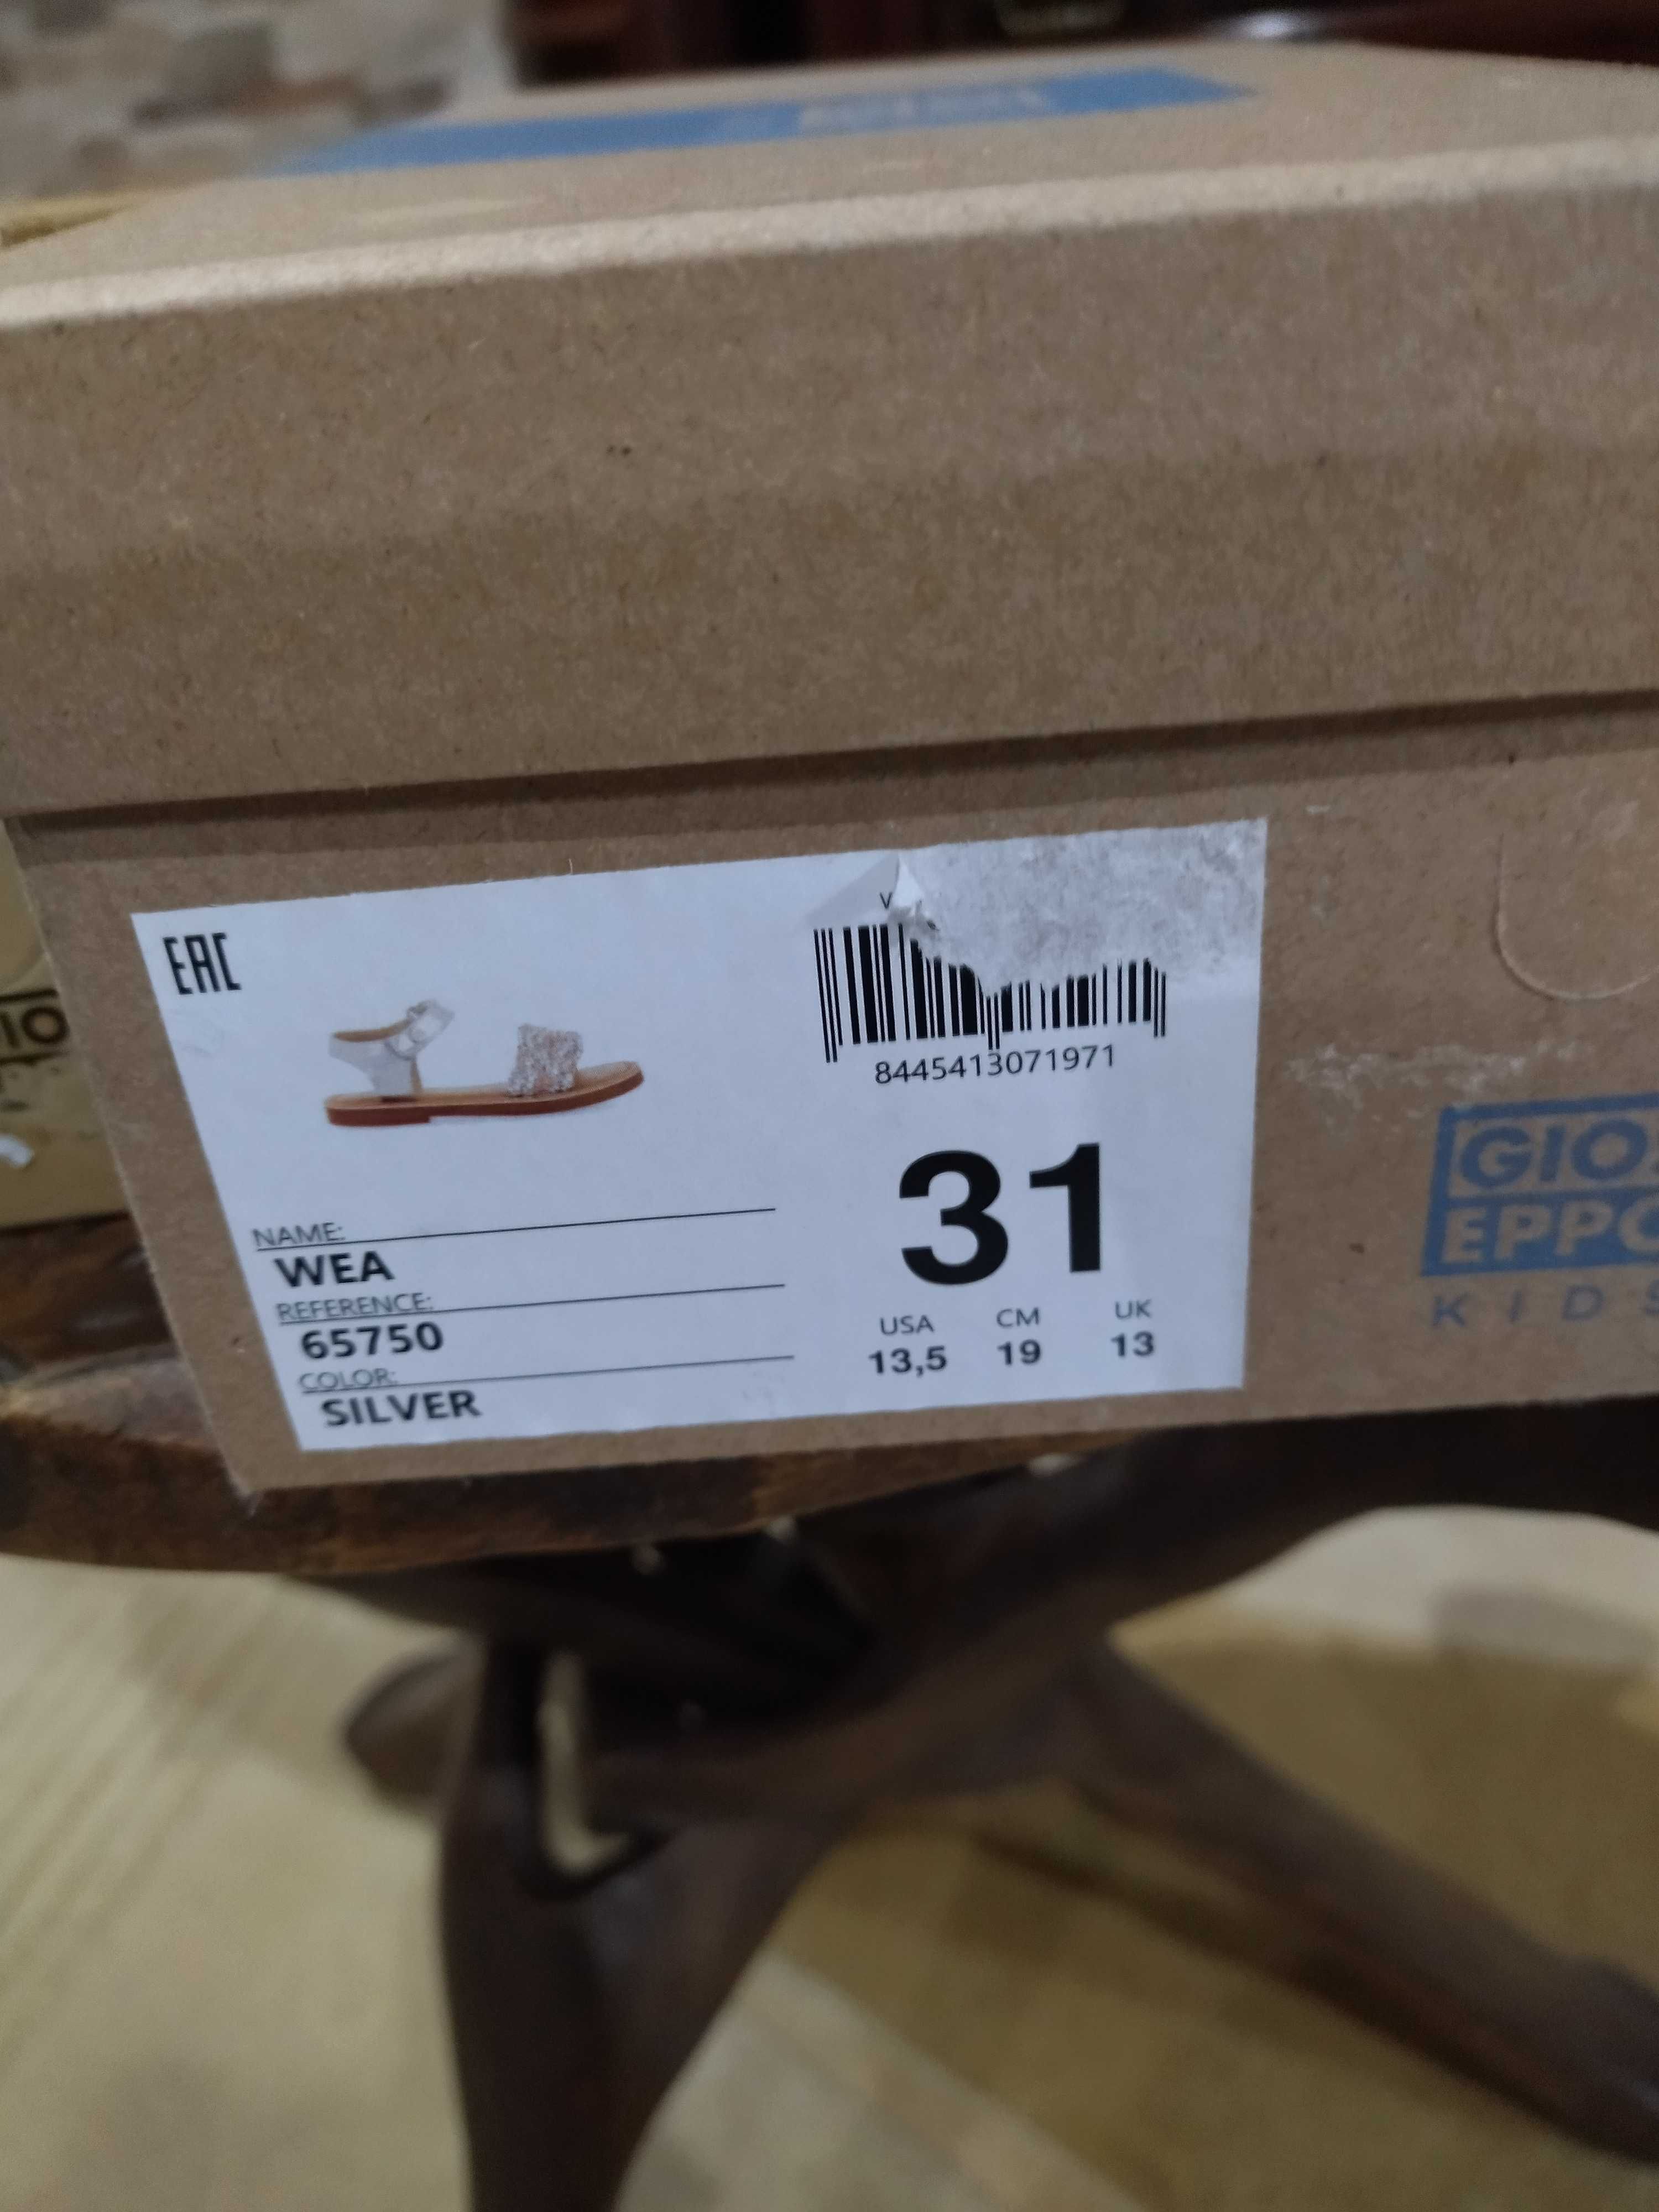 EAC
V
8445413071971
31
NAME:
WEA
REFERENCE:
65750
COLOR:
SILVER
USA CM UK
13,5 19 13
GIOS
EPPO
KIDS
GIO